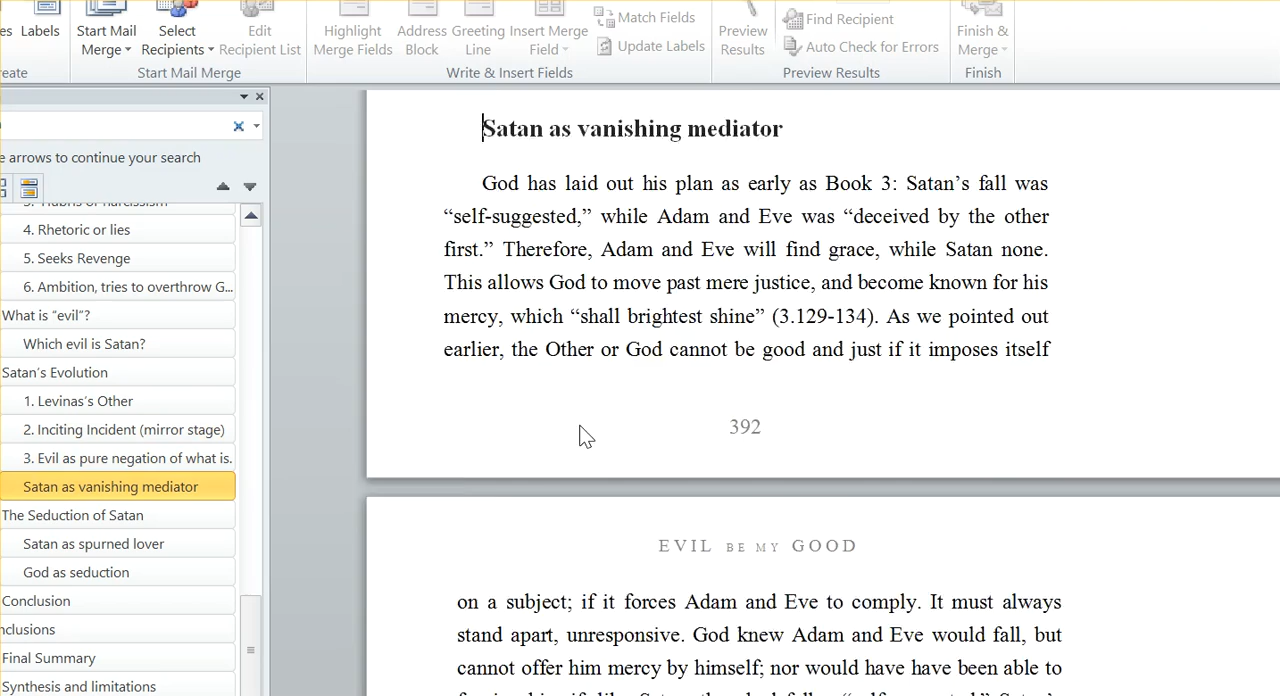 es Labels
Start Mail Merge
Select Recipients
Edit Recipient List
Highlight Merge Fields
Address Block
Greeting Line
Insert Merge Field
Match Fields
Update Labels
Preview Results
Find Recipient
Auto Check for Errors
Finish & Merge
eate
Start Mail Merge
Write & Insert Fields
Preview Results
Finish
e arrows to continue your search
4. Rhetoric or lies
5. Seeks Revenge
6. Ambition, tries to overthrow G...
What is “evil”?
Which evil is Satan?
Satan’s Evolution
1. Levinas’s Other
2. Inciting Incident (mirror stage)
3. Evil as pure negation of what is.
Satan as vanishing mediator
The Seduction of Satan
Satan as spurned lover
God as seduction
Conclusion
nclusions
Final Summary
Synthesis and limitations
Satan as vanishing mediator
God has laid out his plan as early as Book 3: Satan’s fall was
“self-suggested,” while Adam and Eve was “deceived by the other
first.” Therefore, Adam and Eve will find grace, while Satan none.
This allows God to move past mere justice, and become known for his
mercy, which “shall brightest shine” (3.129-134). As we pointed out
earlier, the Other or God cannot be good and just if it imposes itself
392
EVIL BE MY GOOD
on a subject; if it forces Adam and Eve to comply. It must always
stand apart, unresponsive. God knew Adam and Eve would fall, but
cannot offer him mercy by himself; nor would have have been able to